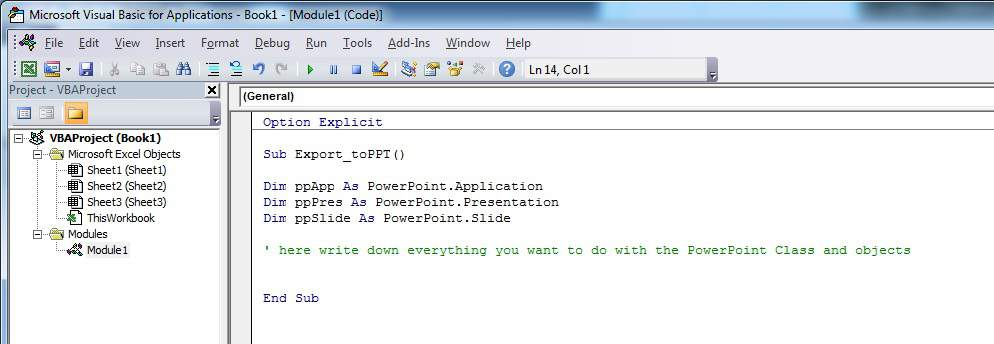 Microsoft Visual Basic for Applications - Book1 - [Module1 (Code)]
File Edit View Insert Format Debug Run Tools Add-Ins Window Help
Ln 14, Col 1
Project - VBAProject
(General)
VBAProject (Book1)
Microsoft Excel Objects
Sheet1 (Sheet1)
Sheet2 (Sheet2)
Sheet3 (Sheet3)
ThisWorkbook
Modules
Module1
Option Explicit
Sub Export_toPPT()
Dim ppApp As PowerPoint.Application
Dim ppPres As PowerPoint.Presentation
Dim ppSlide As PowerPoint.Slide
' here write down everything you want to do with the PowerPoint Class and objects
End Sub